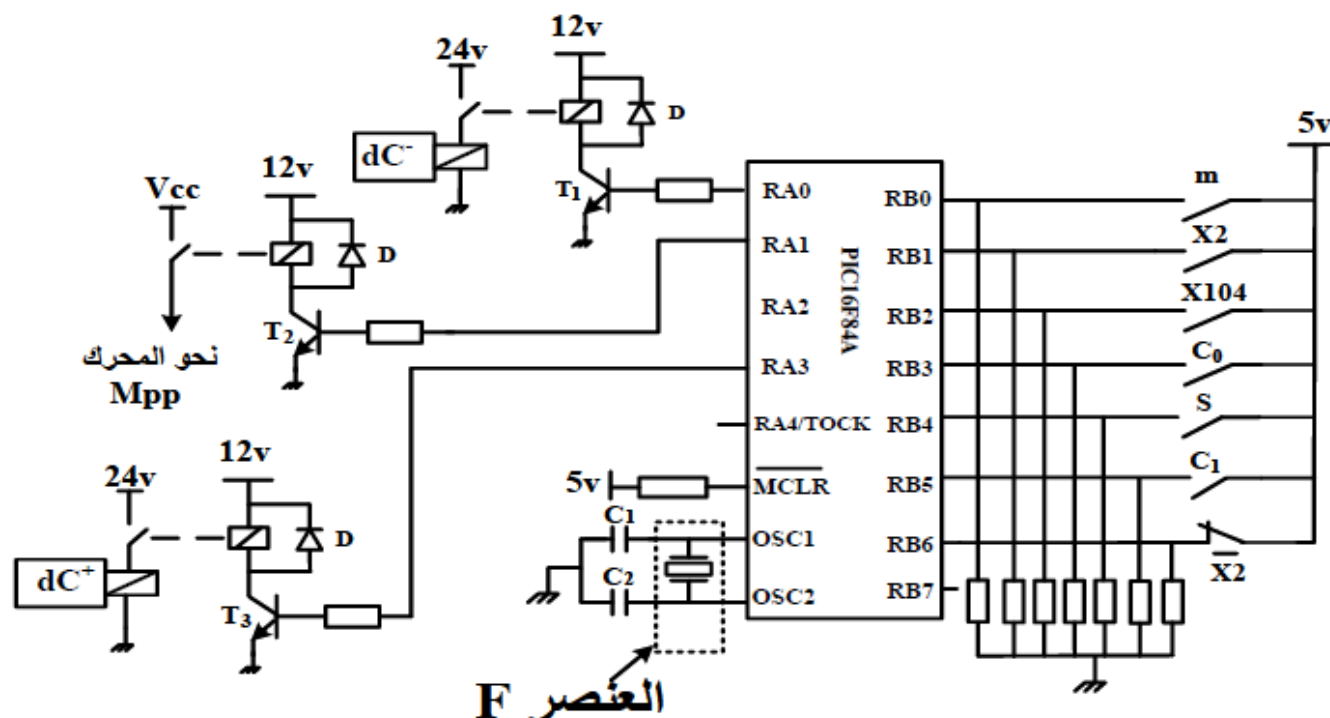 12v
24v
D
dC⁻
T₁
12v
Vcc
D
T₂
نحو المحرك
Mpp
12v
24v
D
dC⁺
T₃
5v
C₁
C₂
العنصر F
RA0
RA1
RA2
RA3
RA4/TOCK
M̅C̅L̅R̅
OSC1
OSC2
PIC16F84A
RB0
RB1
RB2
RB3
RB4
RB5
RB6
RB7
5v
m
X2
X104
C₀
S
C₁
X̅2